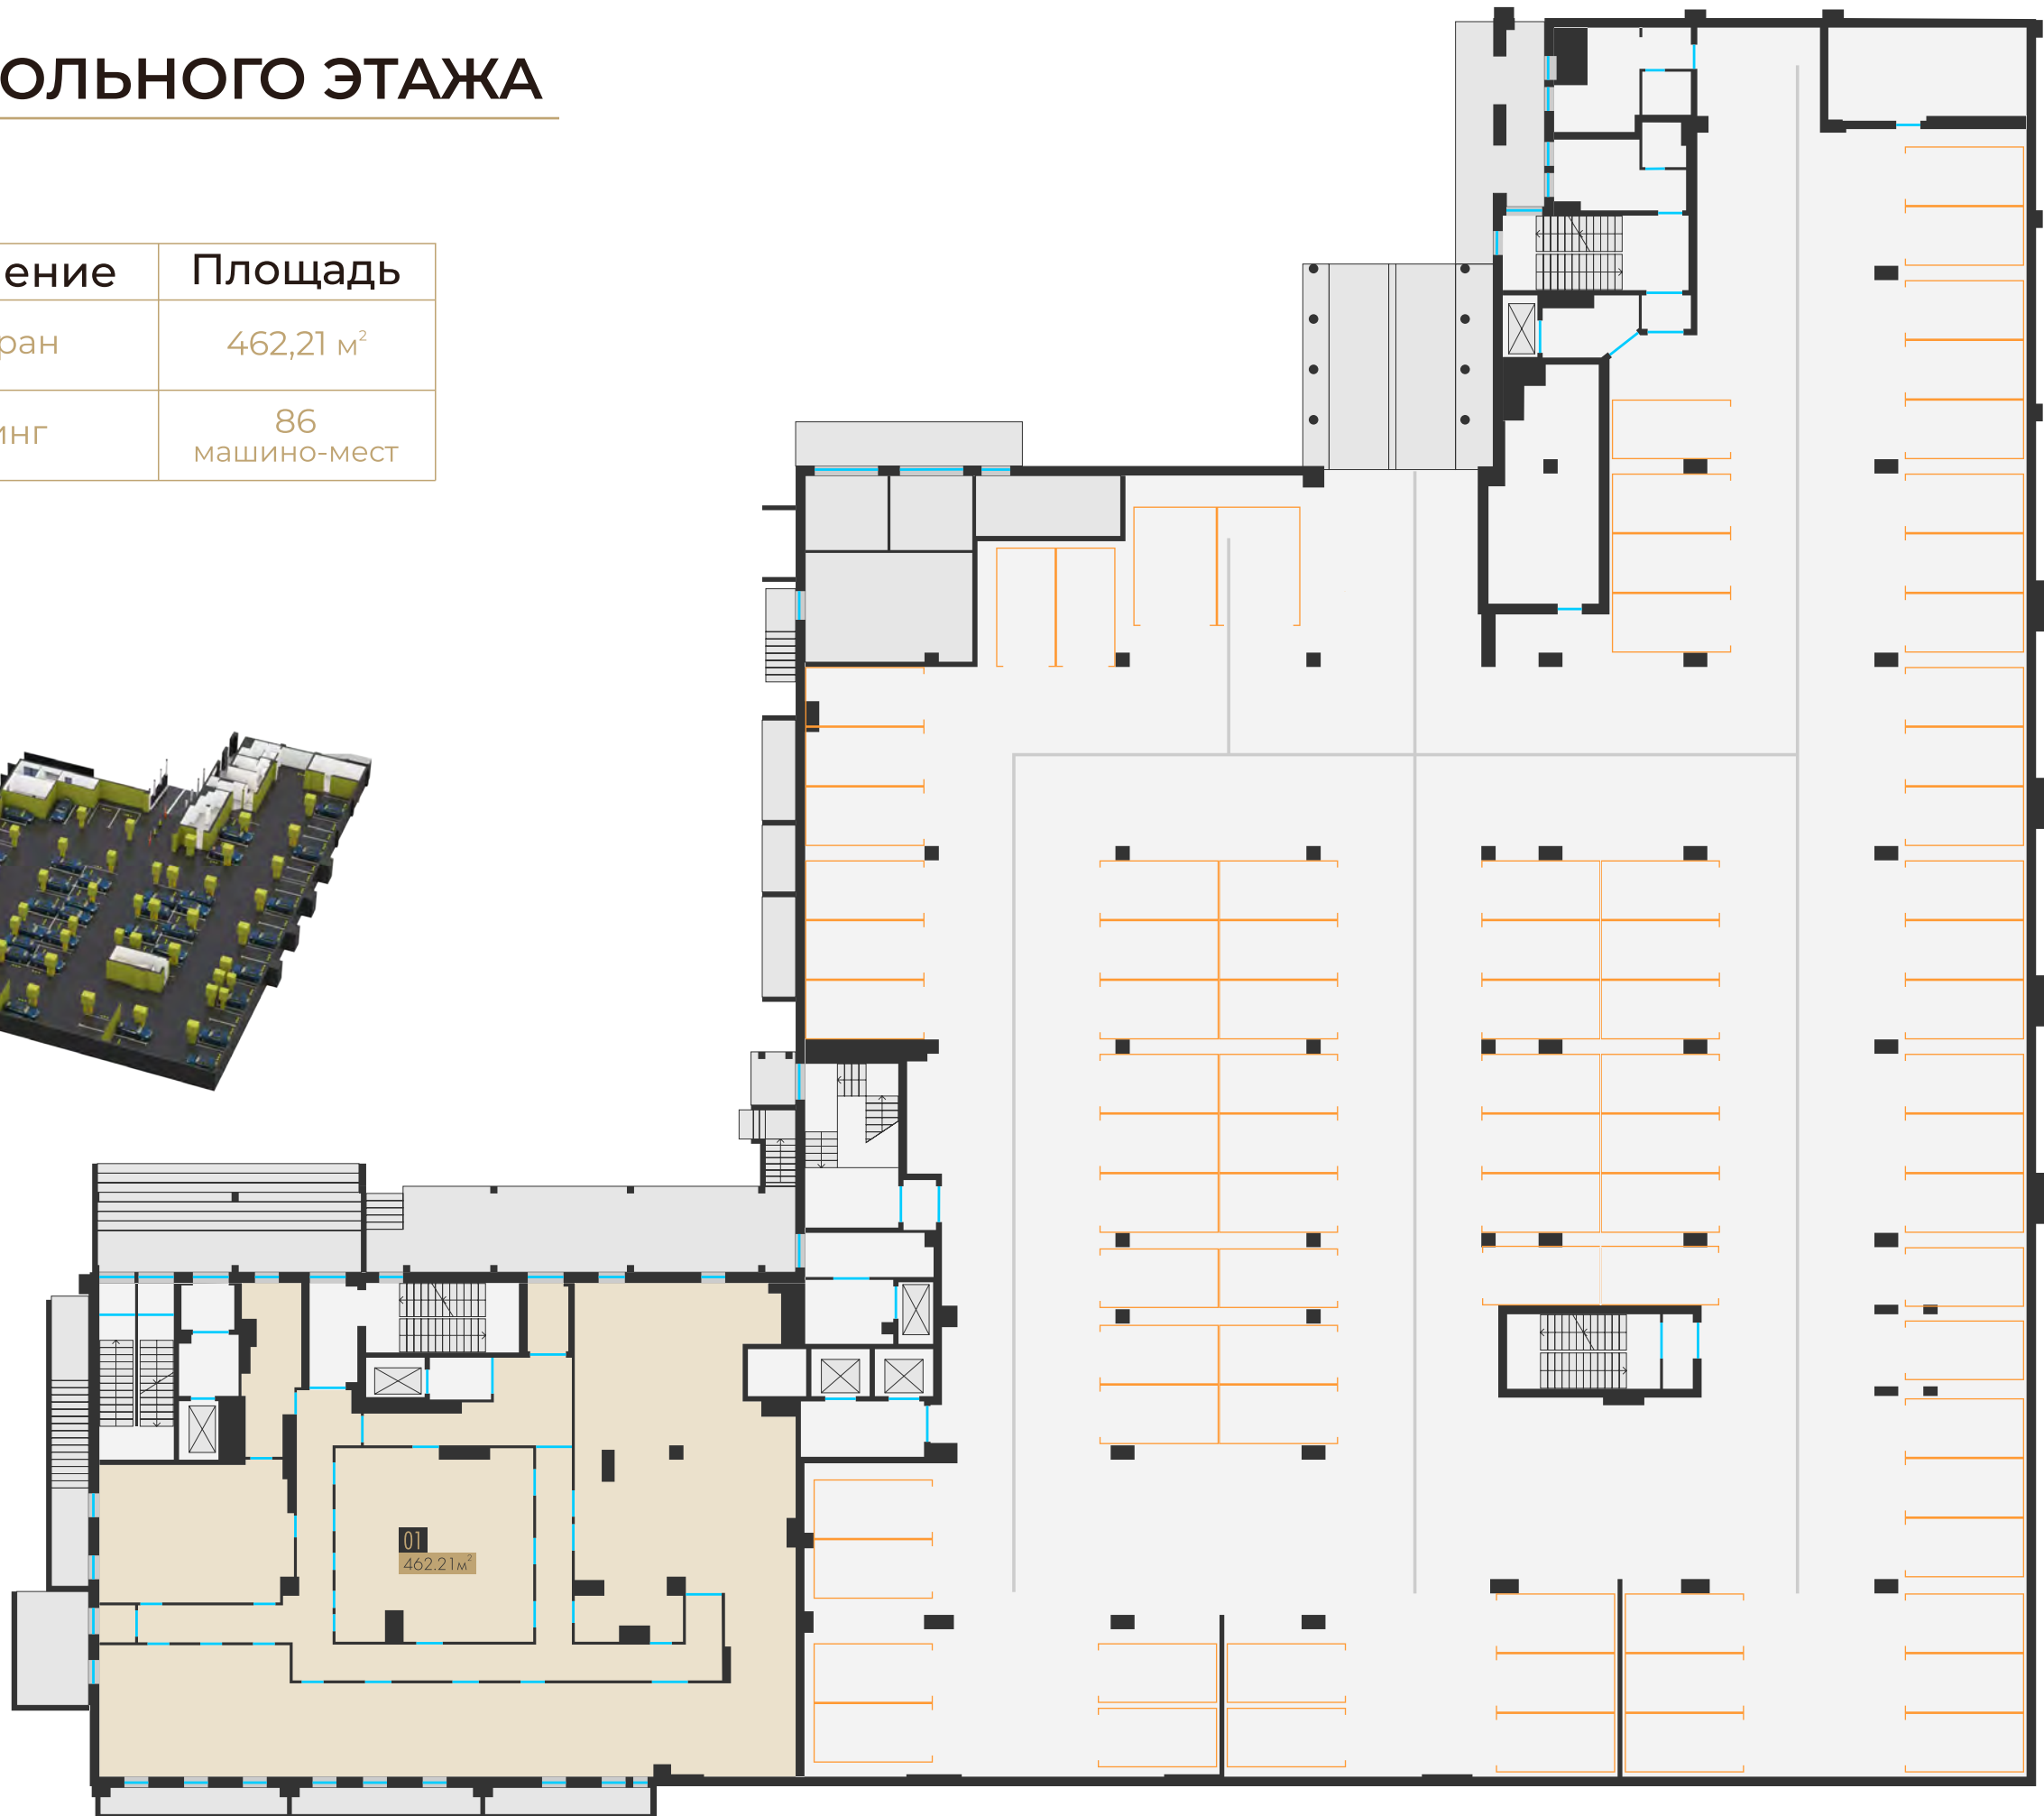 ОЛЬНОГО ЭТАЖА
ение Площадь
ран 462,21 м²
инг 86
машино-мест
01
462.21м²